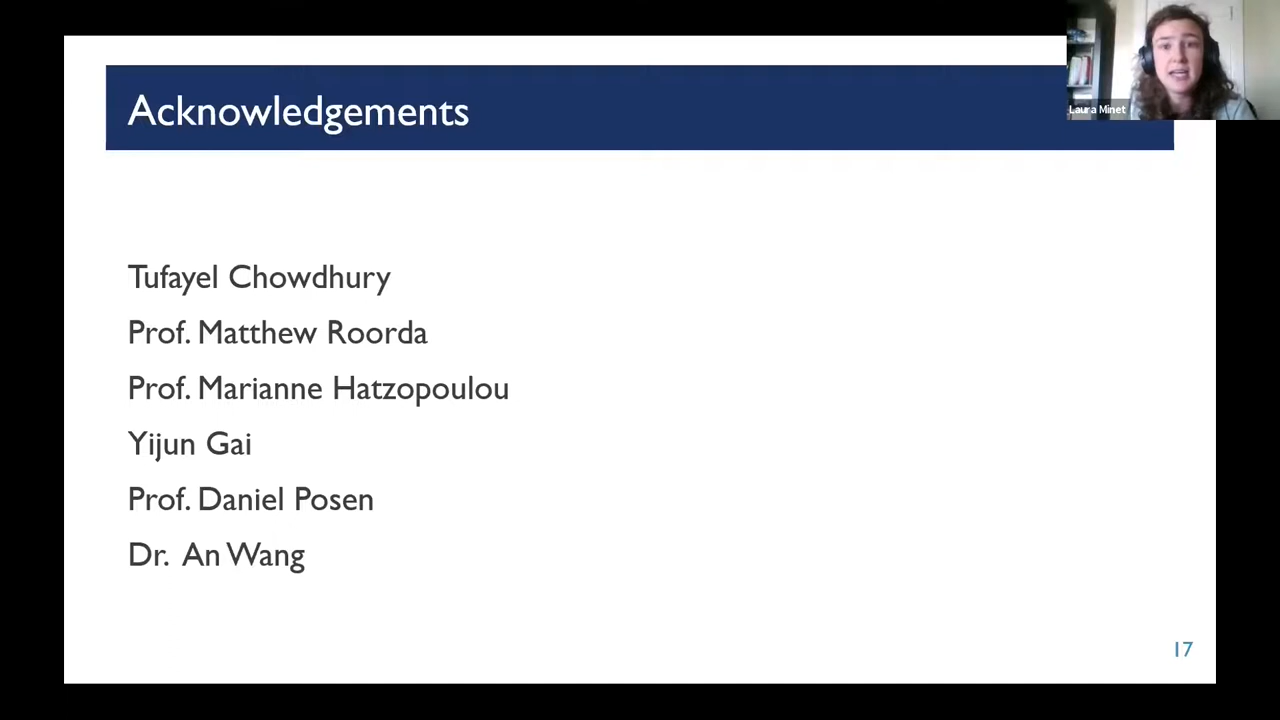 Acknowledgements
Laura Minet
Tufayel Chowdhury
Prof. Matthew Roorda
Prof. Marianne Hatzopoulou
Yijun Gai
Prof. Daniel Posen
Dr. An Wang
17